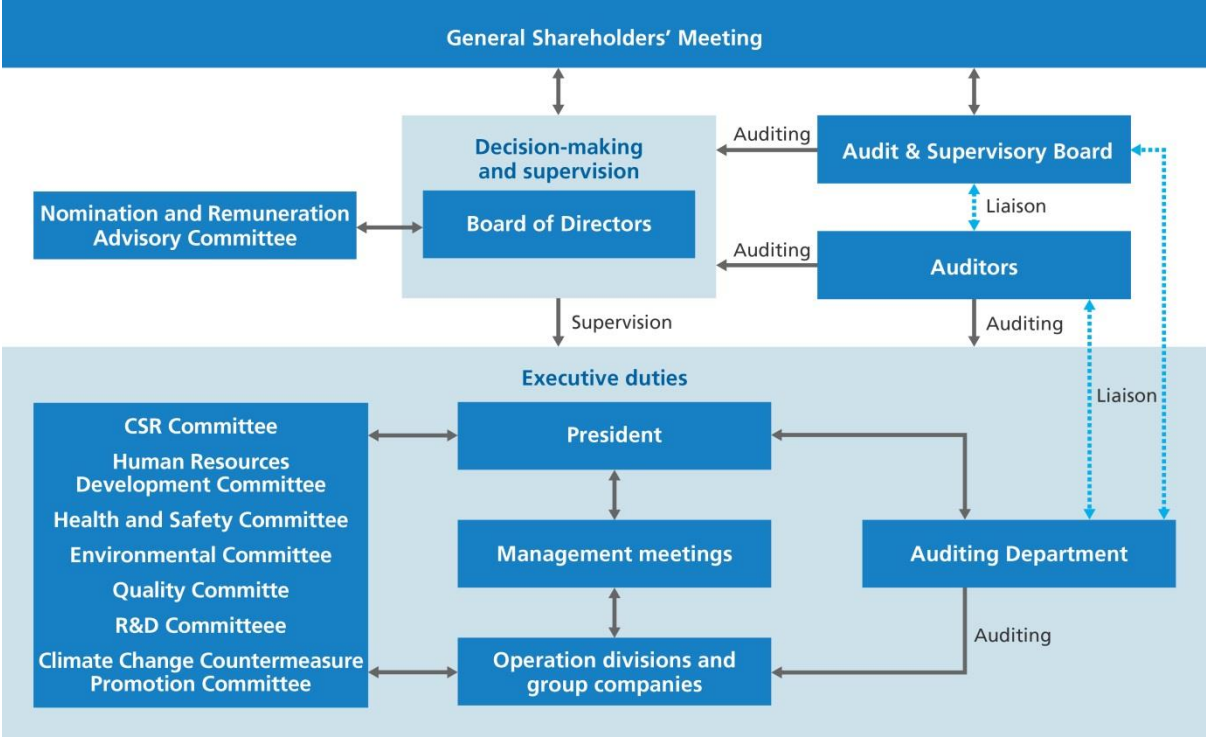 General Shareholders' Meeting
Decision-making
and supervision
Board of Directors
Auditing
Audit & Supervisory Board
Nomination and Remuneration
Advisory Committee
Liaison
Auditing
Auditors
Supervision
Auditing
Executive duties
Liaison
CSR Committee
Human Resources
Development Committee
Health and Safety Committee
Environmental Committee
Quality Committe
R&D Committeee
Climate Change Countermeasure
Promotion Committee
President
Management meetings
Auditing Department
Auditing
Operation divisions and
group companies